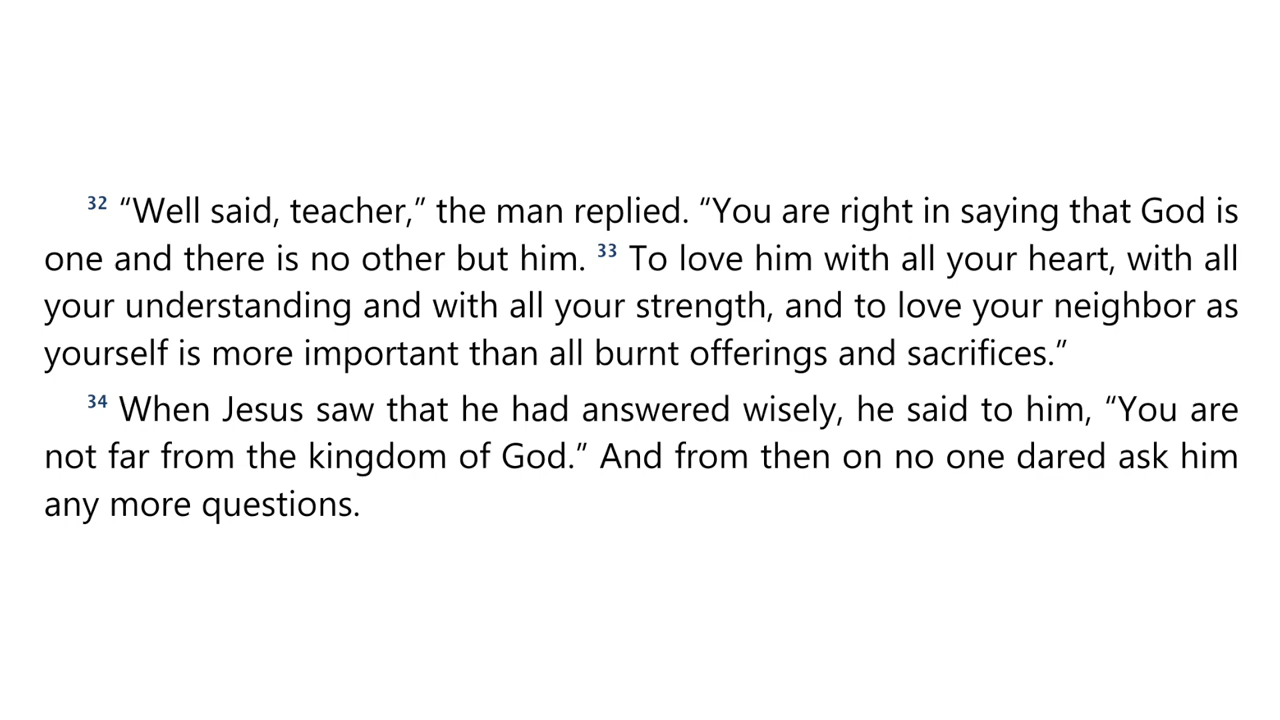 32 “Well said, teacher,” the man replied. “You are right in saying that God is
one and there is no other but him. 33 To love him with all your heart, with all
your understanding and with all your strength, and to love your neighbor as
yourself is more important than all burnt offerings and sacrifices.”
34 When Jesus saw that he had answered wisely, he said to him, “You are
not far from the kingdom of God.” And from then on no one dared ask him
any more questions.